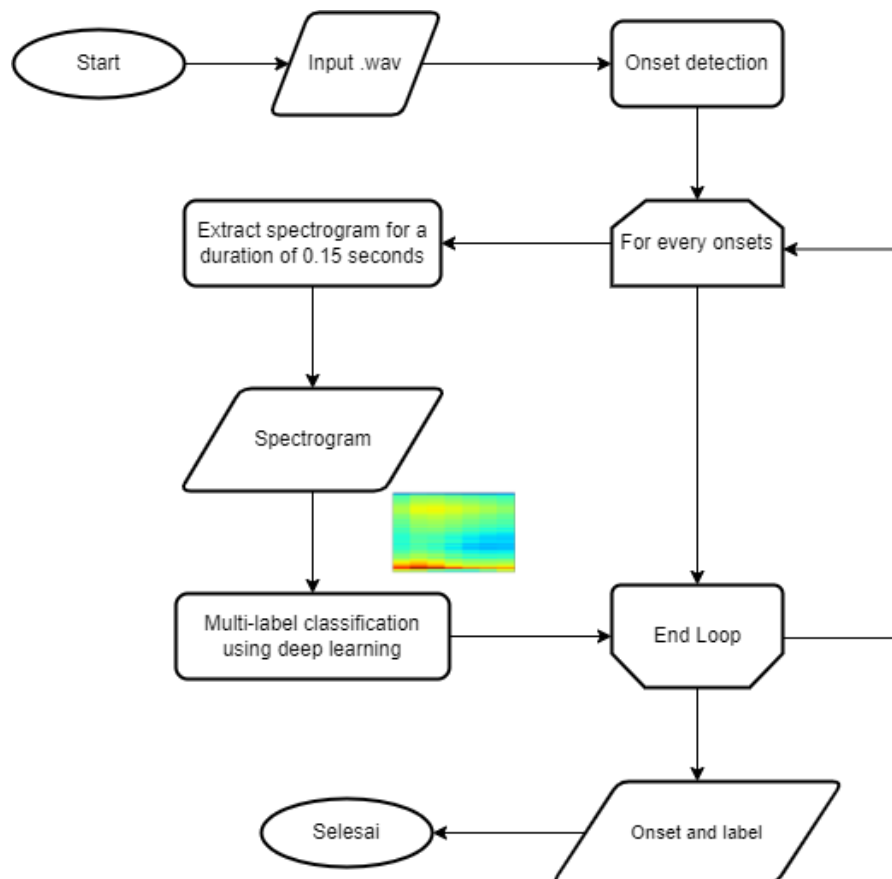 Start
Input .wav
Onset detection
For every onsets
Extract spectrogram for a
duration of 0.15 seconds
Spectrogram
Multi-label classification
using deep learning
End Loop
Onset and label
Selesai